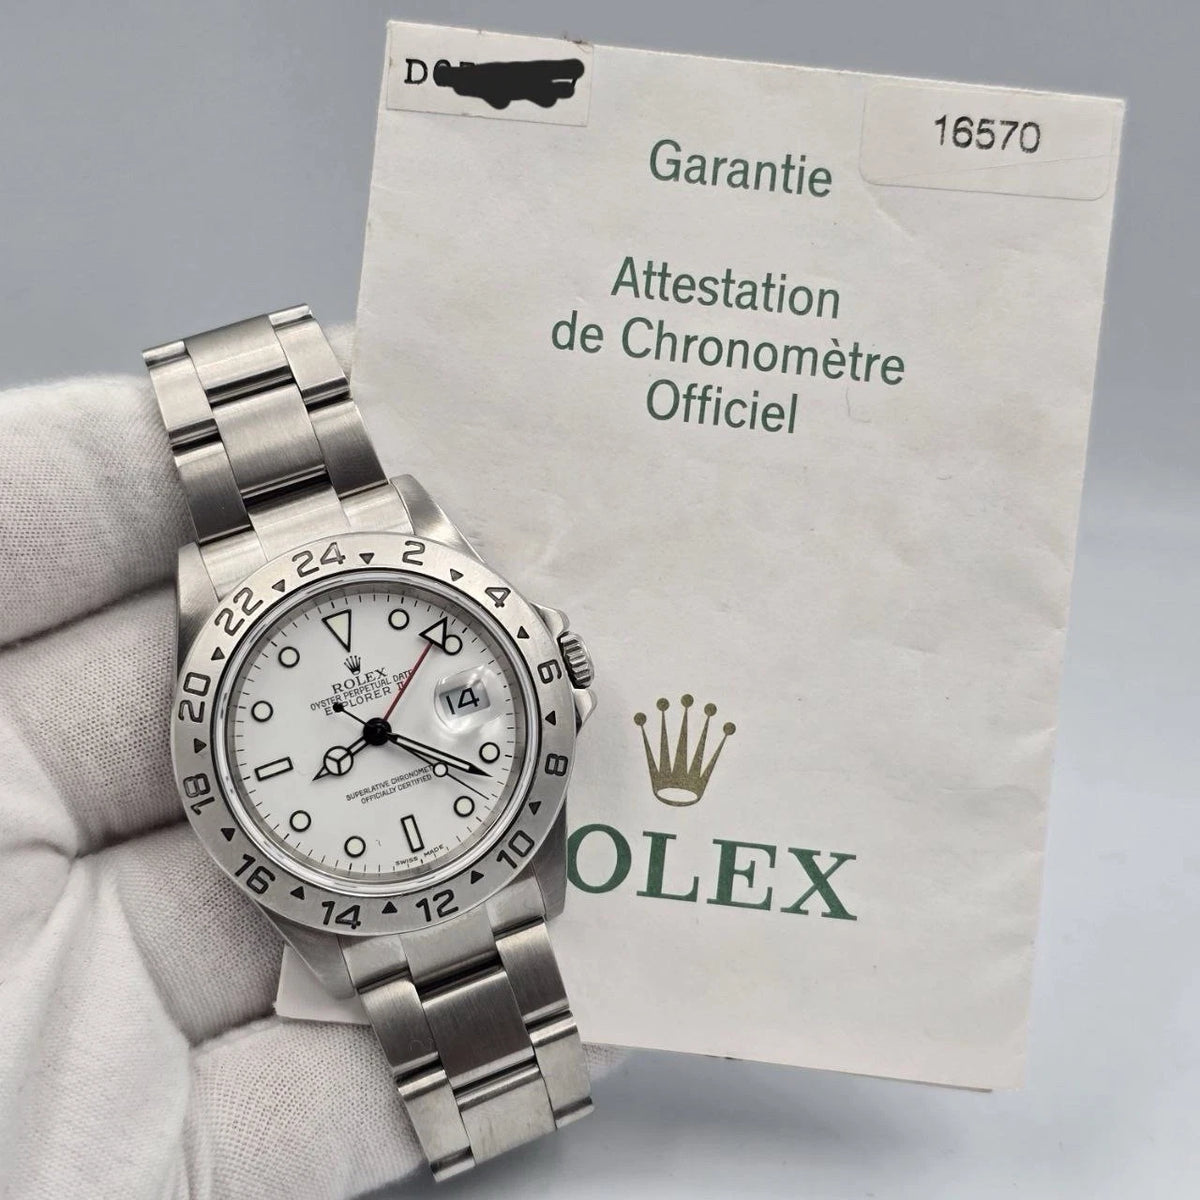 16570
Garantie
Attestation
de Chronomètre
Officiel
OLEX
24
2
4
6
8
10
12
14
16
18
20
22
ROLEX
OYSTER PERPETUAL DATE
EXPLORER II
14
SUPERLATIVE CHRONOMETER
OFFICIALLY CERTIFIED
SWISS MADE